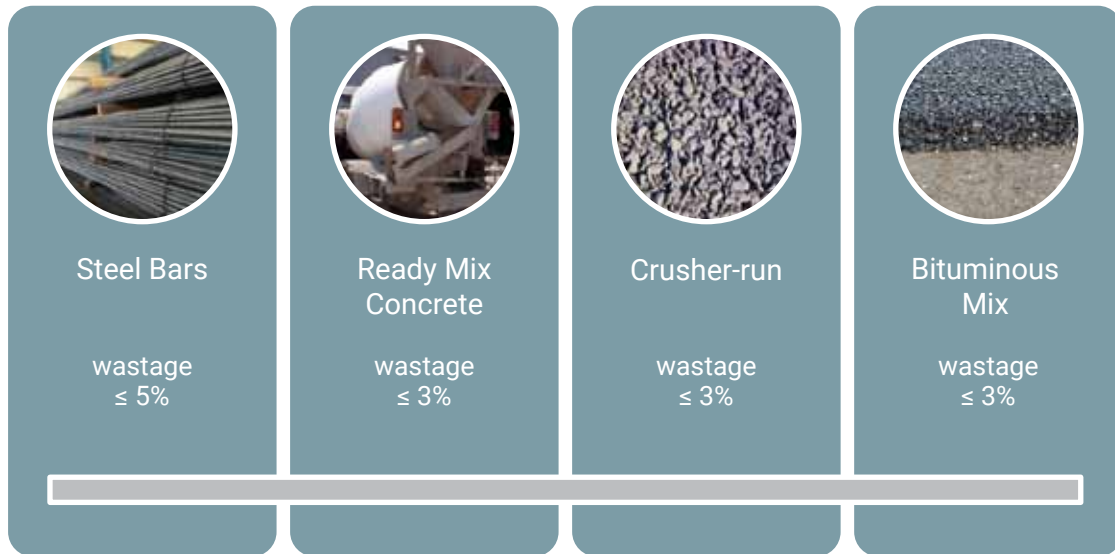 Steel Bars
wastage
≤ 5%
Ready Mix
Concrete
wastage
≤ 3%
Crusher-run
wastage
≤ 3%
Bituminous
Mix
wastage
≤ 3%